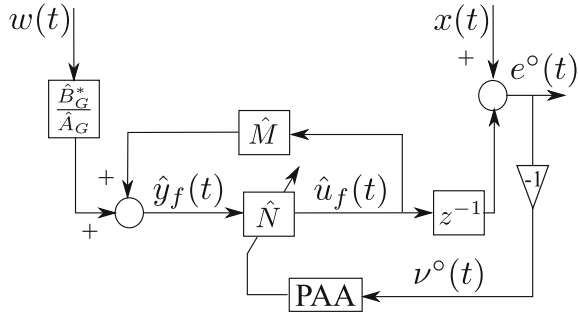 w(t)
x(t)
+
e°(t)
B̂*_G
Â_G
M̂
-1
+
ŷ_f(t)
N̂
û_f(t)
z⁻¹
+
ν°(t)
PAA